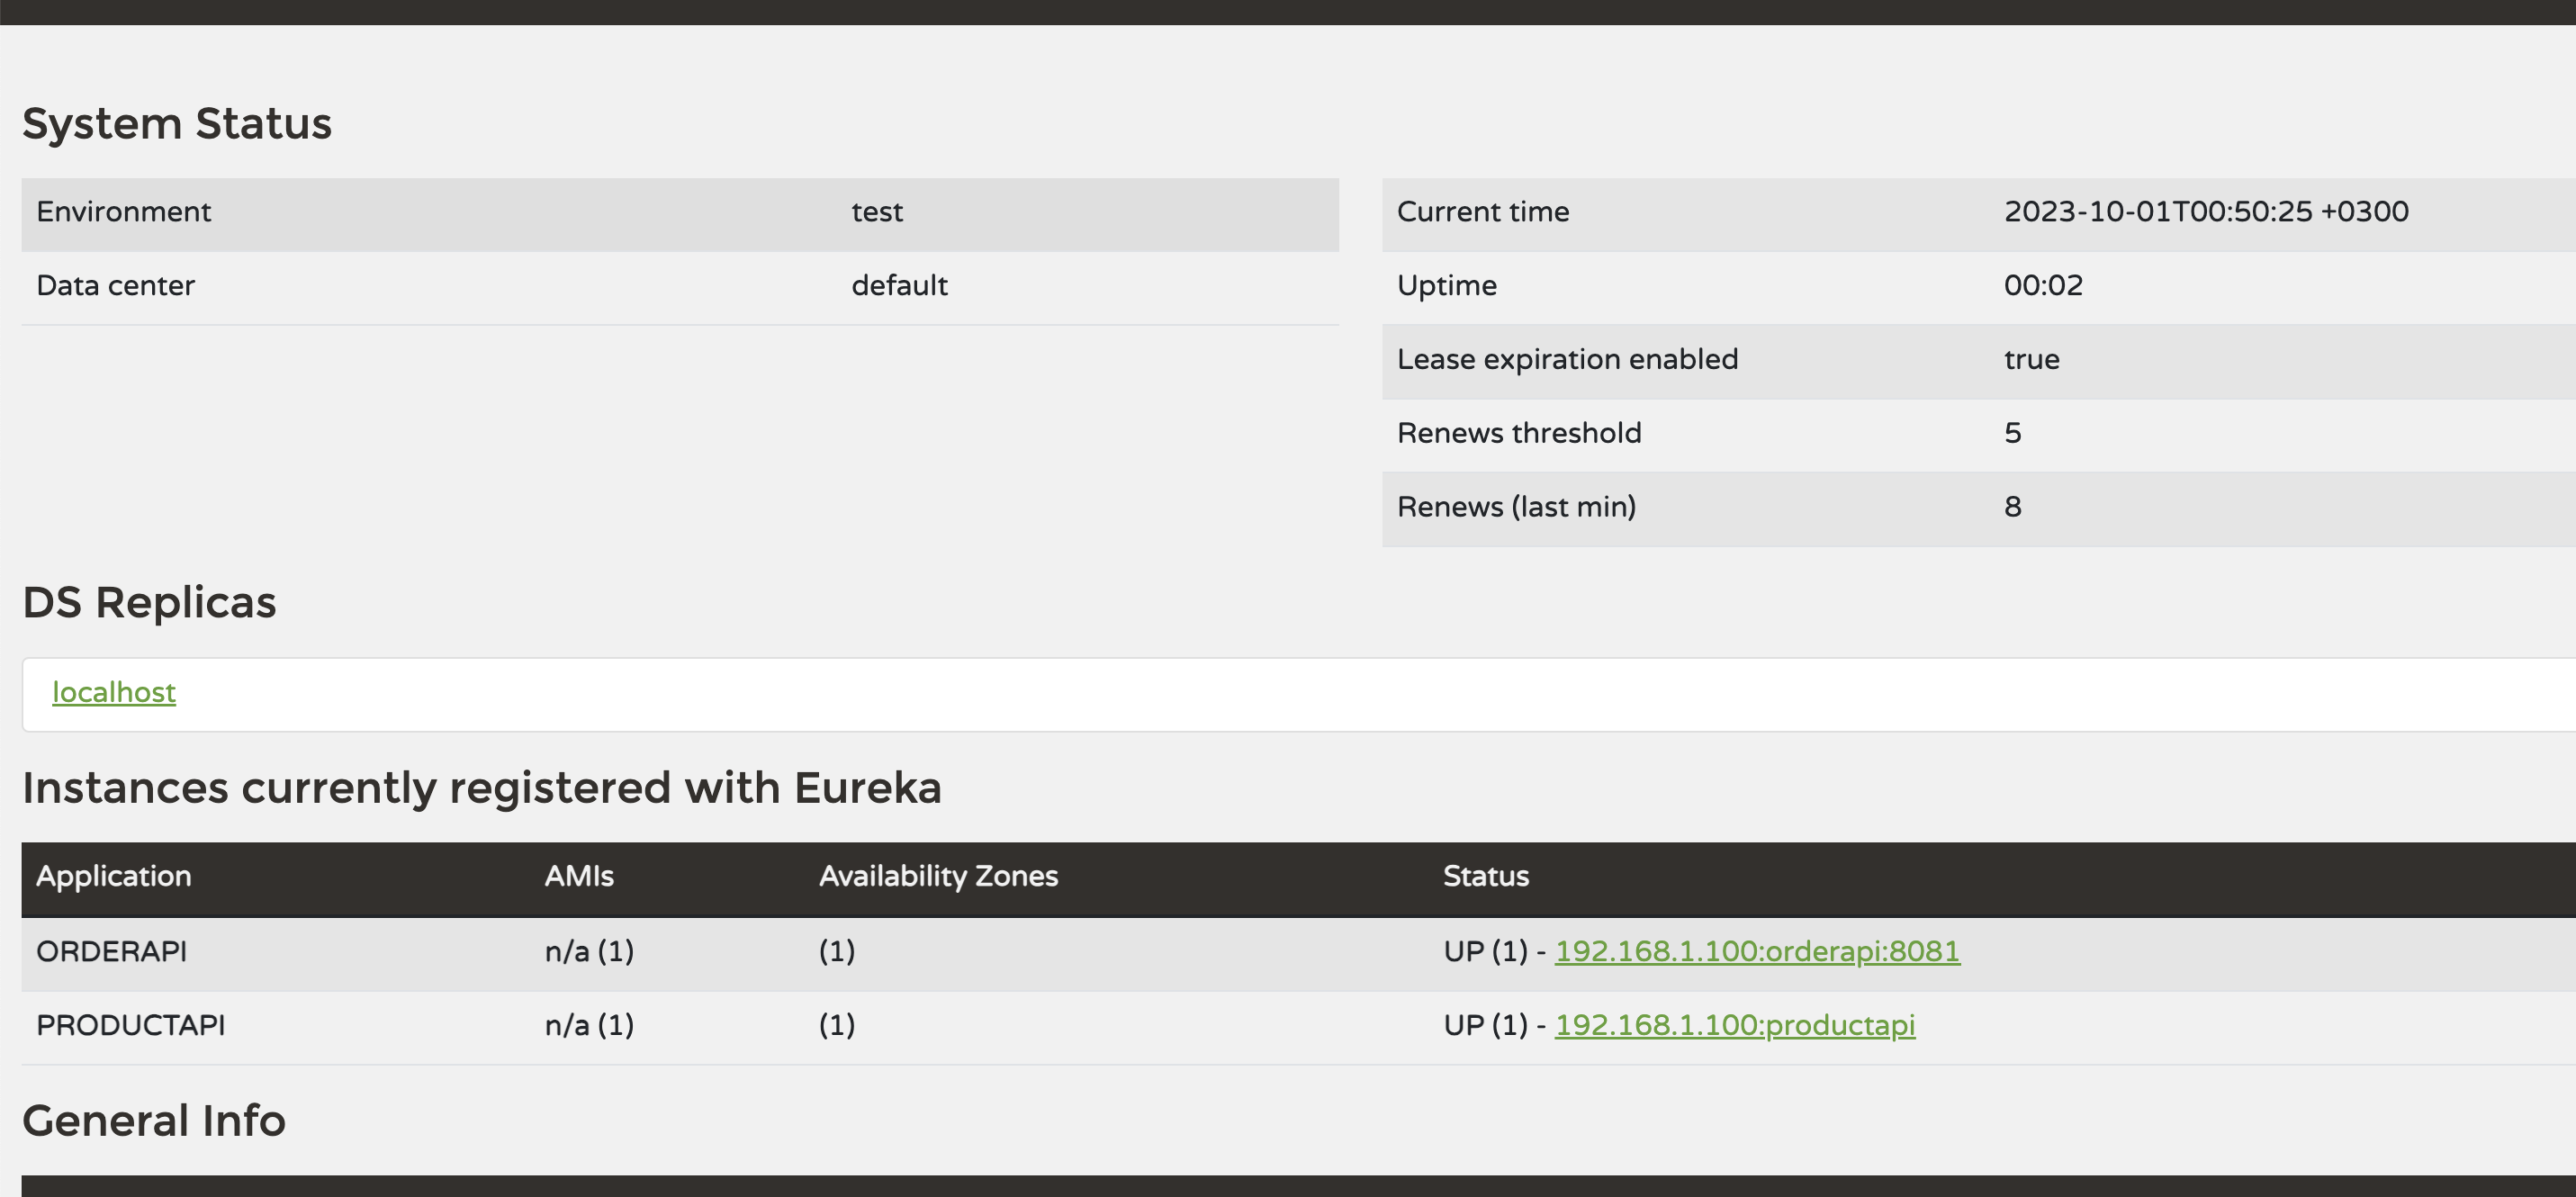 System Status
Environment test
Data center default
Current time 2023-10-01T00:50:25 +0300
Uptime 00:02
Lease expiration enabled true
Renews threshold 5
Renews (last min) 8
DS Replicas
localhost
Instances currently registered with Eureka
Application AMIs Availability Zones Status
ORDERAPI n/a (1) (1) UP (1) - 192.168.1.100:orderapi:8081
PRODUCTAPI n/a (1) (1) UP (1) - 192.168.1.100:productapi
General Info